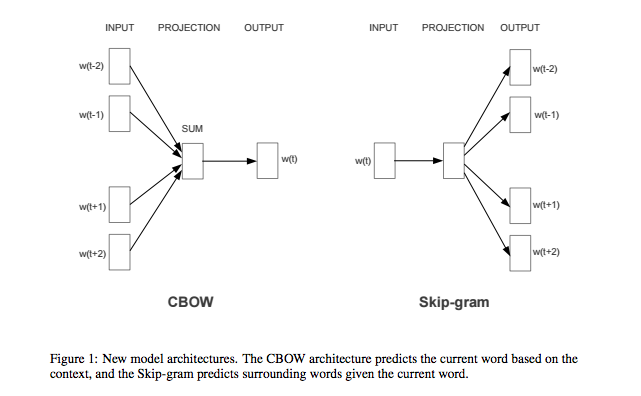 INPUT PROJECTION OUTPUT
w(t-2)
w(t-1)
SUM
w(t)
w(t+1)
w(t+2)
CBOW
INPUT PROJECTION OUTPUT
w(t-2)
w(t-1)
w(t)
w(t+1)
w(t+2)
Skip-gram
Figure 1: New model architectures. The CBOW architecture predicts the current word based on the
context, and the Skip-gram predicts surrounding words given the current word.